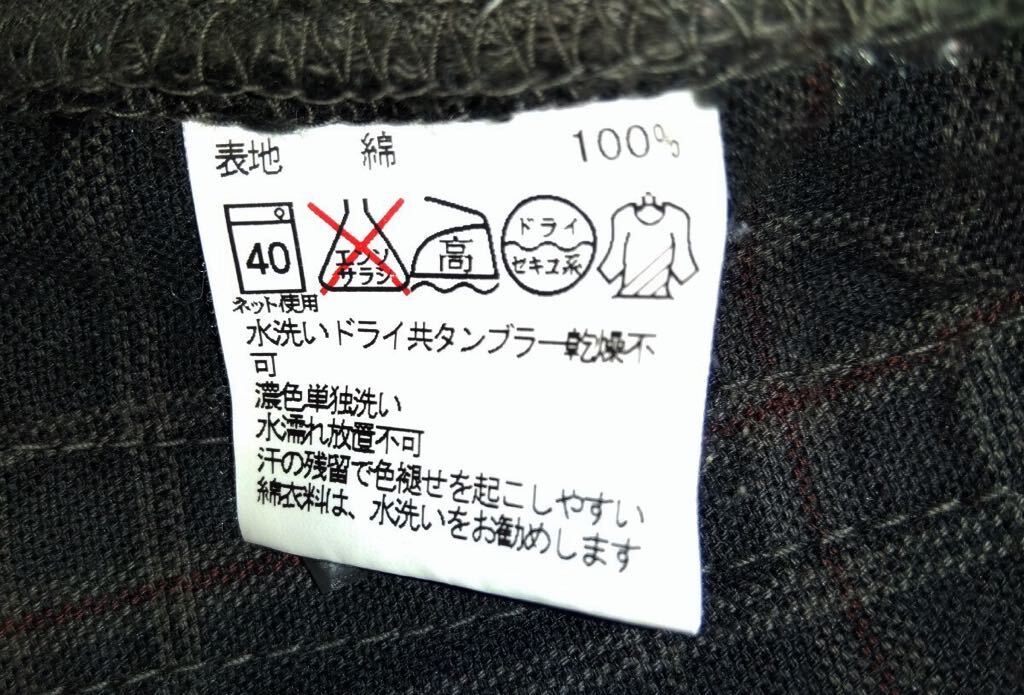 表地 綿 100%
40
エンソ
サラシ
高
ドライ
セキユ系
ネット使用
水洗いドライ共タンブラー乾燥不
可
濃色単独洗い
水濡れ放置不可
汗の残留で色褪せを起こしやすい
綿衣料は、水洗いをお勧めします